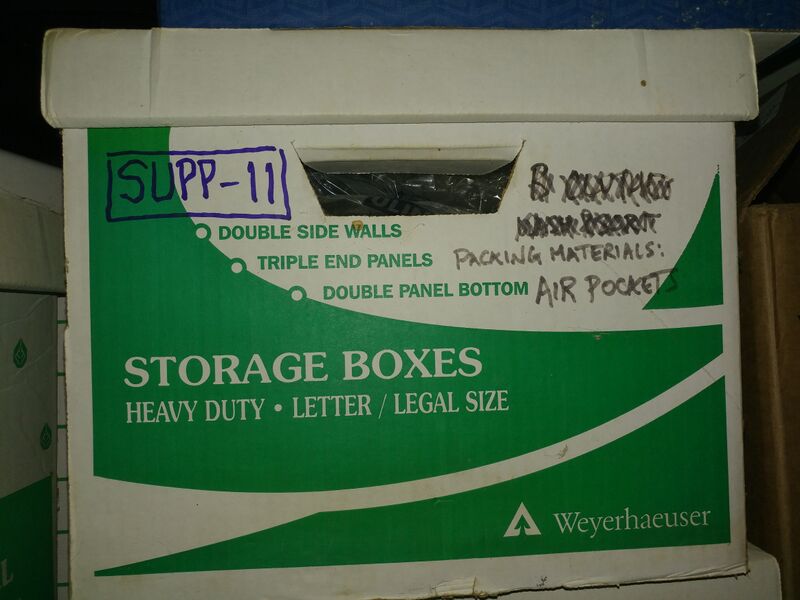 SUPP-11
DOUBLE SIDE WALLS
TRIPLE END PANELS
DOUBLE PANEL BOTTOM
PACKING MATERIALS:
AIR POCKETS
STORAGE BOXES
HEAVY DUTY • LETTER / LEGAL SIZE
Weyerhaeuser